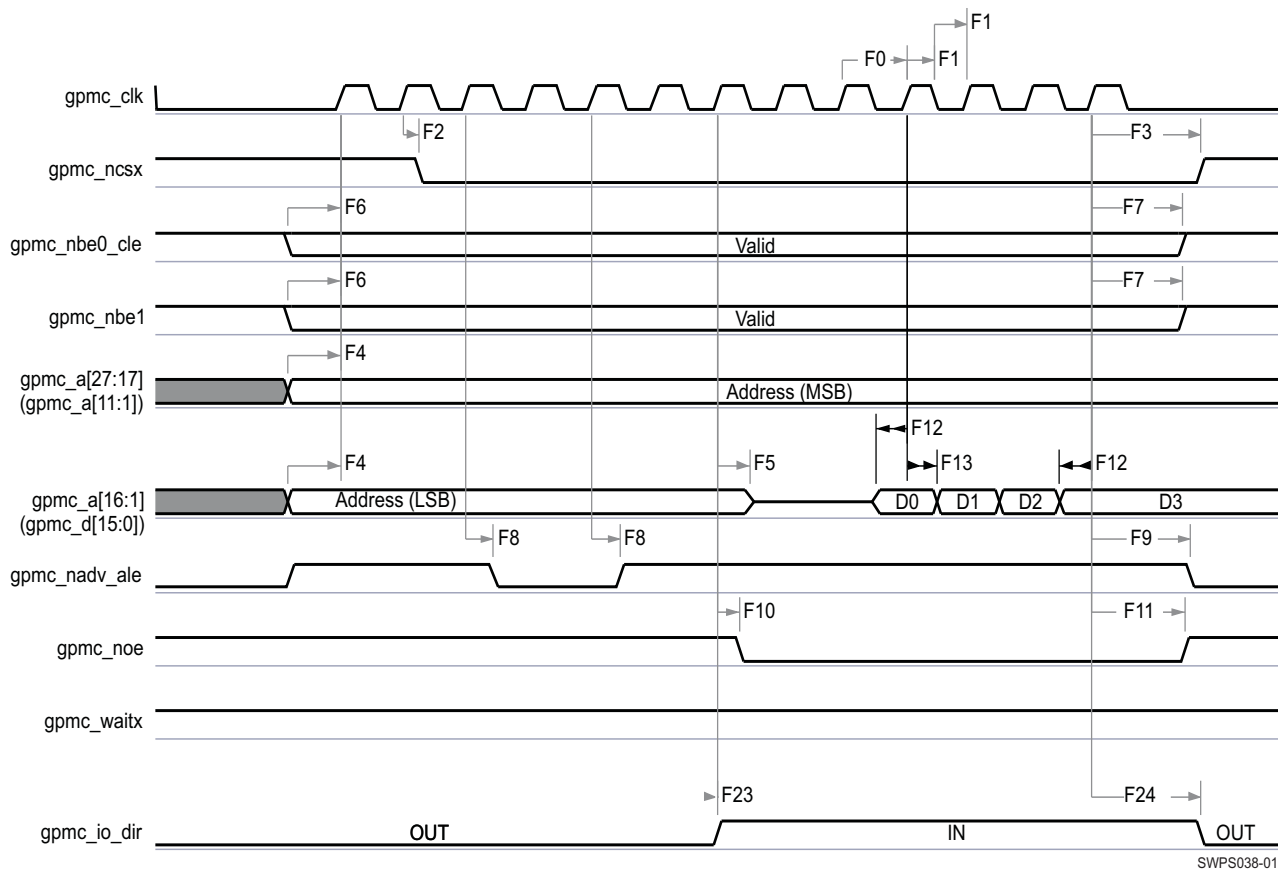 F1
F0
F1
gpmc_clk
F2
F3
gpmc_ncsx
F6
F7
gpmc_nbe0_cle
Valid
F6
F7
gpmc_nbe1
Valid
F4
gpmc_a[27:17]
(gpmc_a[11:1])
Address (MSB)
F12
F4
F5
F13
F12
gpmc_a[16:1]
(gpmc_d[15:0])
Address (LSB)
D0
D1
D2
D3
F8
F8
F9
gpmc_nadv_ale
F10
F11
gpmc_noe
gpmc_waitx
F23
F24
gpmc_io_dir
OUT
IN
OUT
SWPS038-01